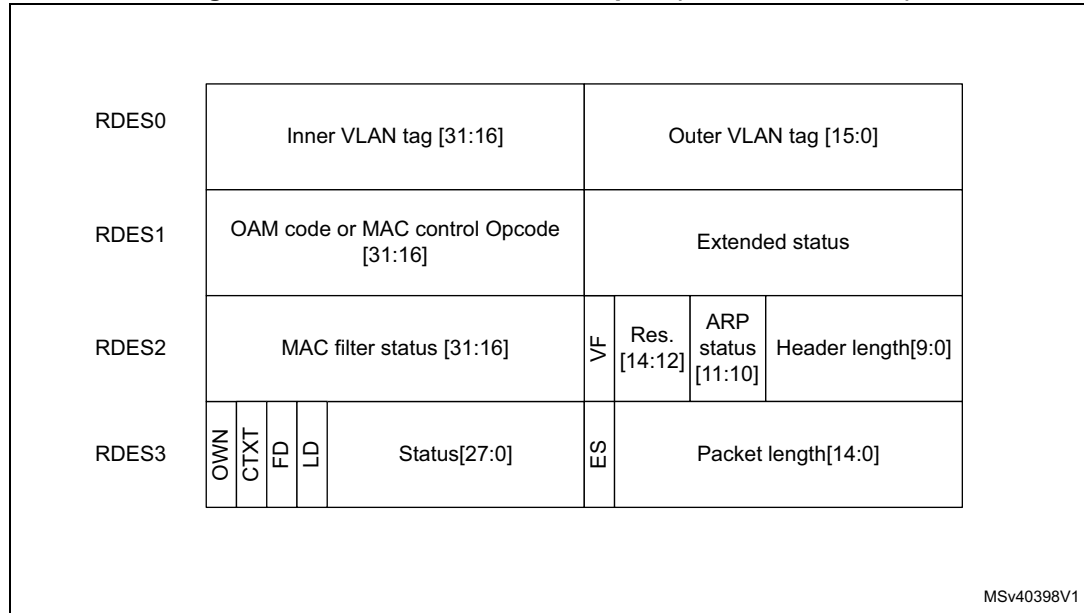 RDES0
Inner VLAN tag [31:16]
Outer VLAN tag [15:0]
RDES1
OAM code or MAC control Opcode
[31:16]
Extended status
RDES2
MAC filter status [31:16]
VF
Res.
[14:12]
ARP
status
[11:10]
Header length[9:0]
RDES3
OWN
CTXT
FD
LD
Status[27:0]
ES
Packet length[14:0]
MSv40398V1